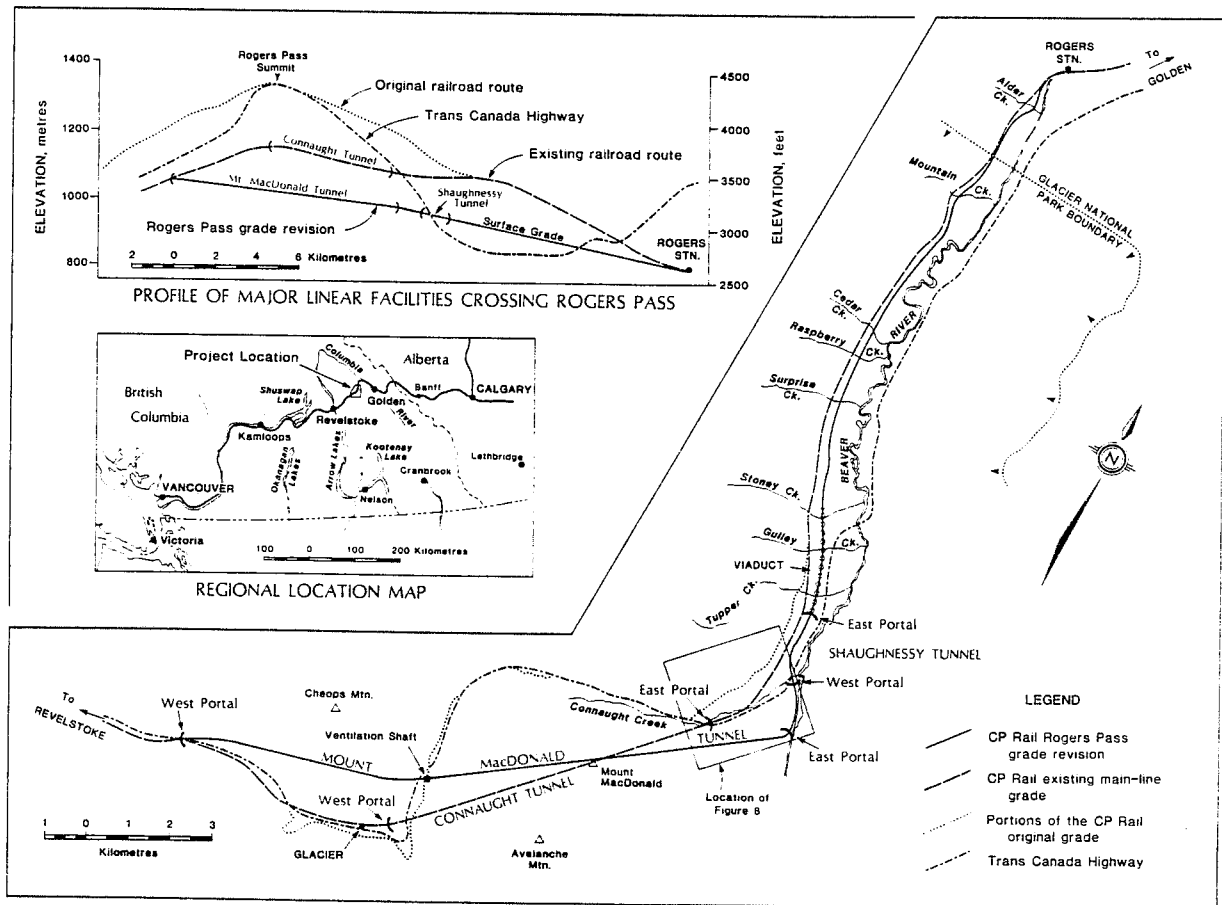 1400
1200
1000
800
ELEVATION, metres
Rogers Pass
Summit
Original railroad route
Trans Canada Highway
Connaught Tunnel
Existing railroad route
Mt. MacDonald Tunnel
Shaughnessy
Tunnel
Rogers Pass grade revision
Surface Grade
ROGERS
STN.
4500
4000
3500
3000
2500
ELEVATION, feet
2 0 2 4 6 Kilometres
PROFILE OF MAJOR LINEAR FACILITIES CROSSING ROGERS PASS
Project Location
Columbia
River
Alberta
British
Columbia
Shuswap
Lake
Golden
Banff
CALGARY
Revelstoke
Kamloops
Okanagan
Lakes
Arrow Lakes
Kootenay
Lake
Cranbrook
Lethbridge
Nelson
VANCOUVER
Victoria
100 0 100 200 Kilometres
REGIONAL LOCATION MAP
ROGERS
STN.
To
GOLDEN
Alder
Ck.
Mountain
Ck.
GLACIER NATIONAL
PARK BOUNDARY
Cedar
Ck.
RIVER
Raspberry
Ck.
Surprise
Ck.
BEAVER
N
Stoney Ck.
Gulley
Ck.
VIADUCT
Tupper
Ck.
East Portal
SHAUGHNESSY TUNNEL
West Portal
East Portal
Connaught Creek
To
REVELSTOKE
West Portal
Cheops Mtn.
Ventilation Shaft
MOUNT
MacDONALD
TUNNEL
East Portal
Mount
MacDonald
CONNAUGHT TUNNEL
West Portal
Location of
Figure 8
GLACIER
Avalanche
Mtn.
1 0 1 2 3
Kilometres
LEGEND
CP Rail Rogers Pass
grade revision
CP Rail existing main-line
grade
Portions of the CP Rail
original grade
Trans Canada Highway